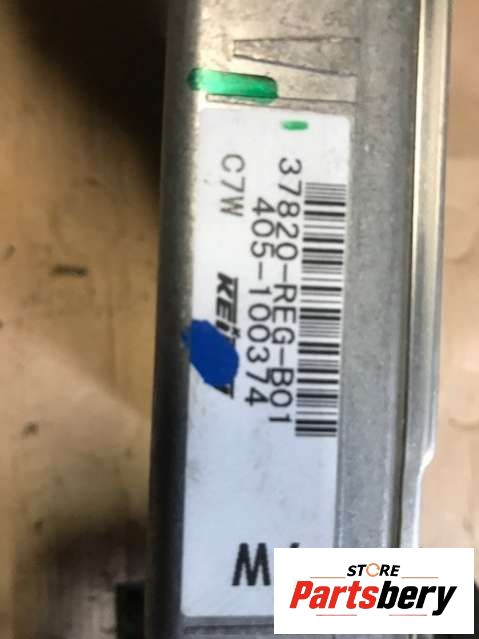 37820-REG-B01
405-100374
C7W
W
STORE
Partsbery